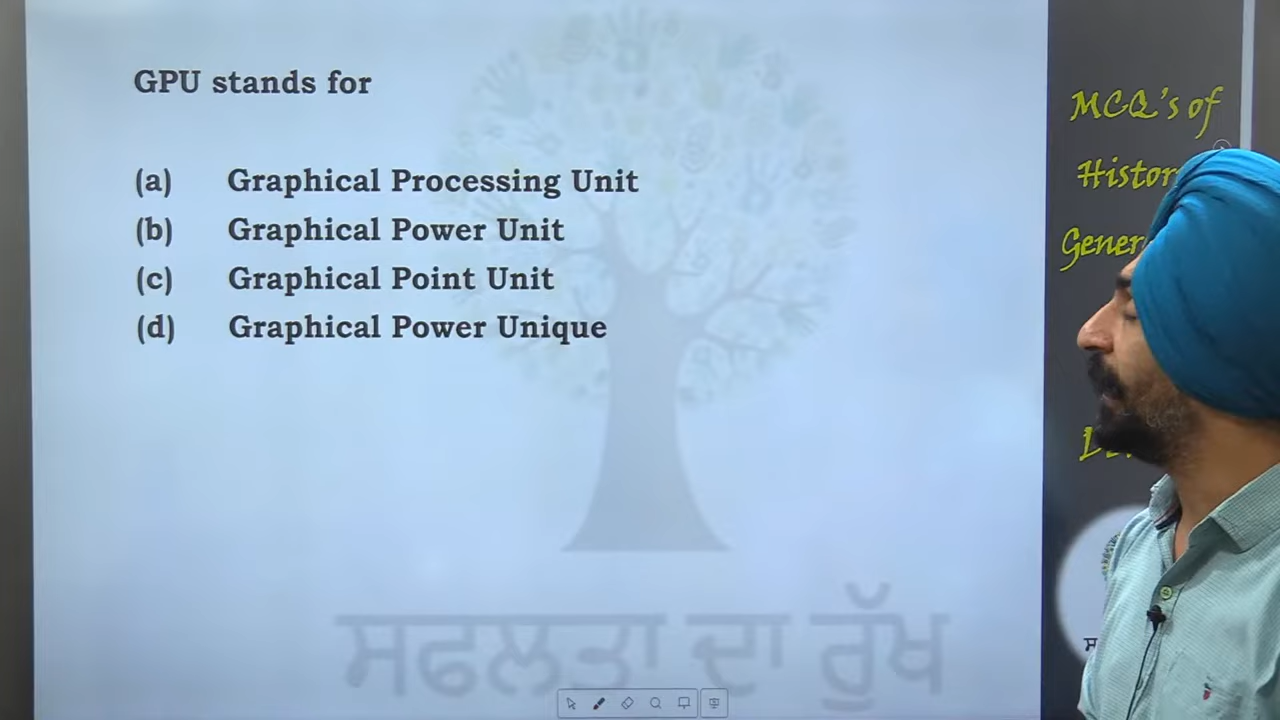 GPU stands for
(a) Graphical Processing Unit
(b) Graphical Power Unit
(c) Graphical Point Unit
(d) Graphical Power Unique
ਸਫਲਤਾ ਦਾ ਰੁੱਖ
MCQ's of